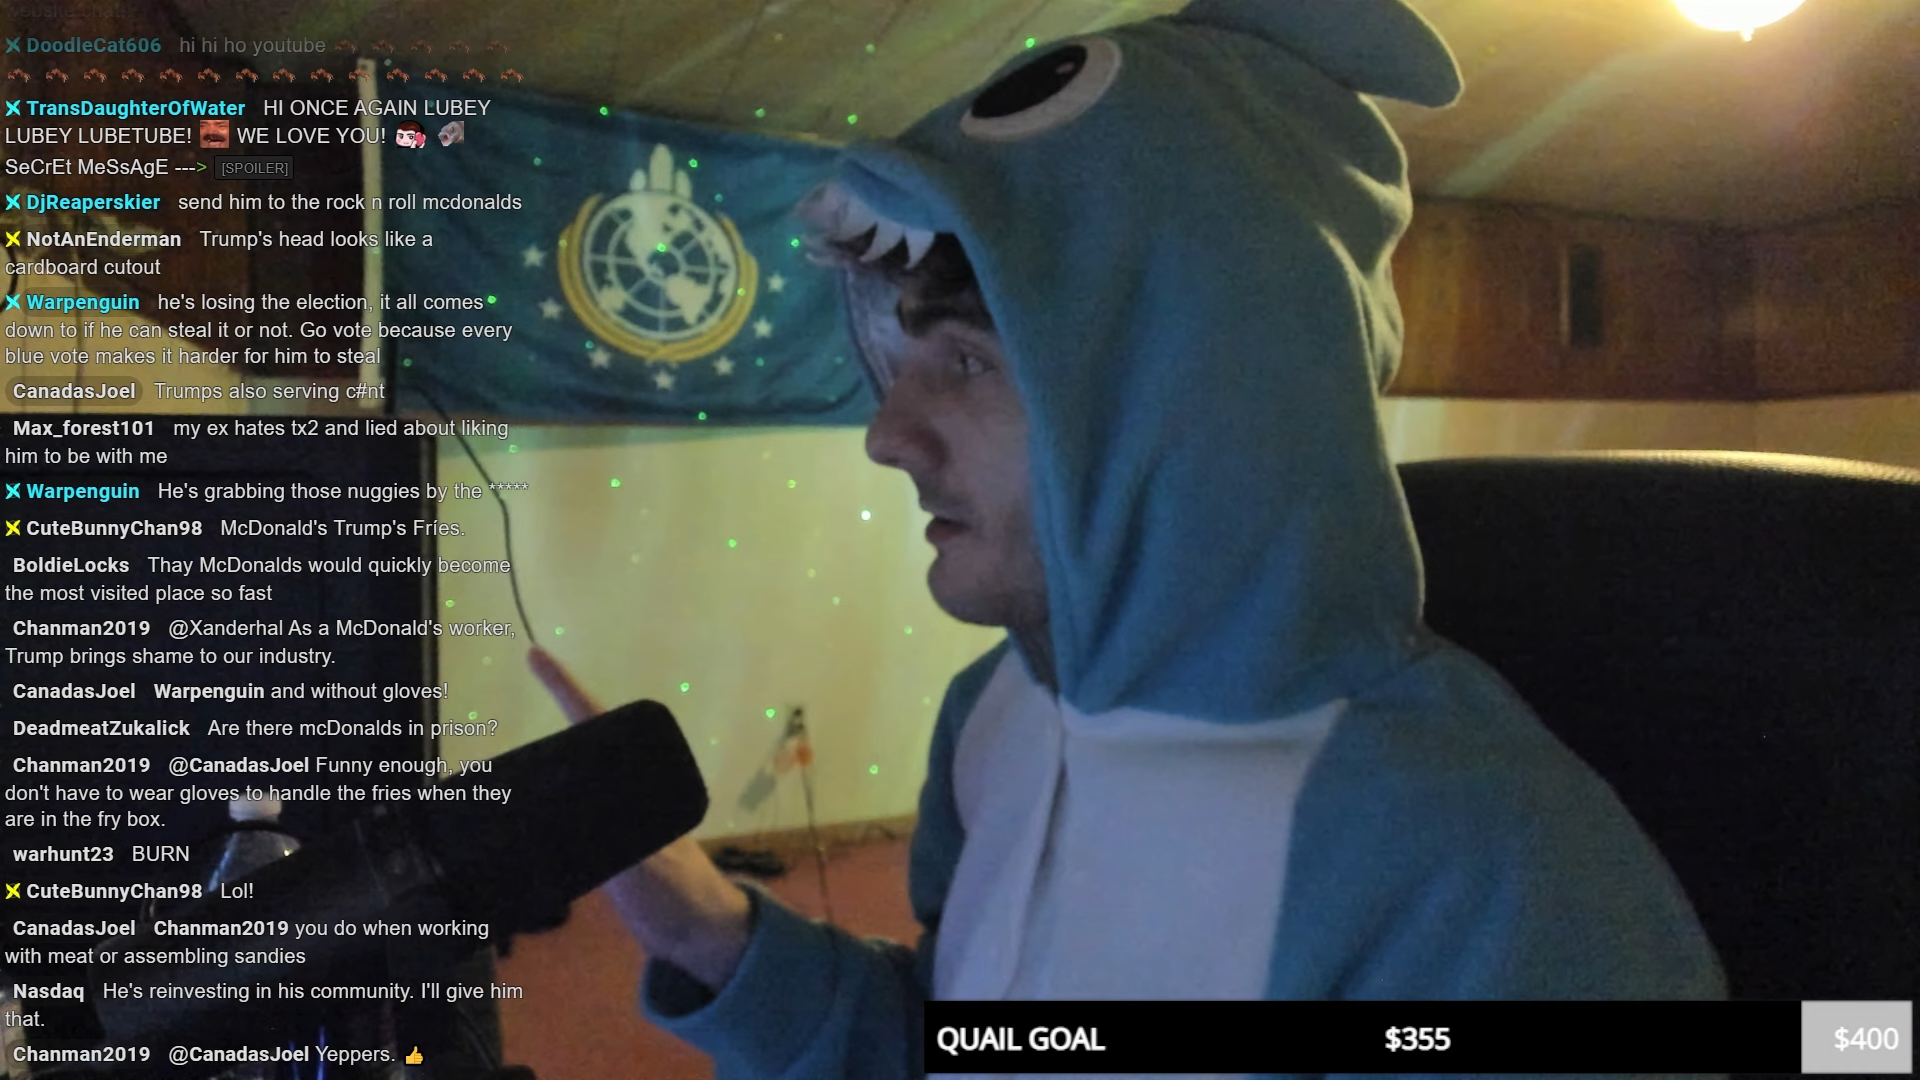 DoodleCat606 hi hi ho youtube
TransDaughterOfWater HI ONCE AGAIN LUBEY
LUBEY LUBETUBE! WE LOVE YOU!
SeCrEt MeSsAgE ---> [SPOILER]
DjReaperskier send him to the rock n roll mcdonalds
NotAnEnderman Trump's head looks like a
cardboard cutout
Warpenguin he's losing the election, it all comes
down to if he can steal it or not. Go vote because every
blue vote makes it harder for him to steal
CanadasJoel Trumps also serving c#nt
Max_forest101 my ex hates tx2 and lied about liking
him to be with me
Warpenguin He's grabbing those nuggies by the *****
CuteBunnyChan98 McDonald's Trump's Fríes.
BoldieLocks Thay McDonalds would quickly become
the most visited place so fast
Chanman2019 @Xanderhal As a McDonald's worker,
Trump brings shame to our industry.
CanadasJoel Warpenguin and without gloves!
DeadmeatZukalick Are there mcDonalds in prison?
Chanman2019 @CanadasJoel Funny enough, you
don't have to wear gloves to handle the fries when they
are in the fry box.
warhunt23 BURN
CuteBunnyChan98 Lol!
CanadasJoel Chanman2019 you do when working
with meat or assembling sandies
Nasdaq He's reinvesting in his community. I'll give him
that.
Chanman2019 @CanadasJoel Yeppers. 👍
QUAIL GOAL $355 $400